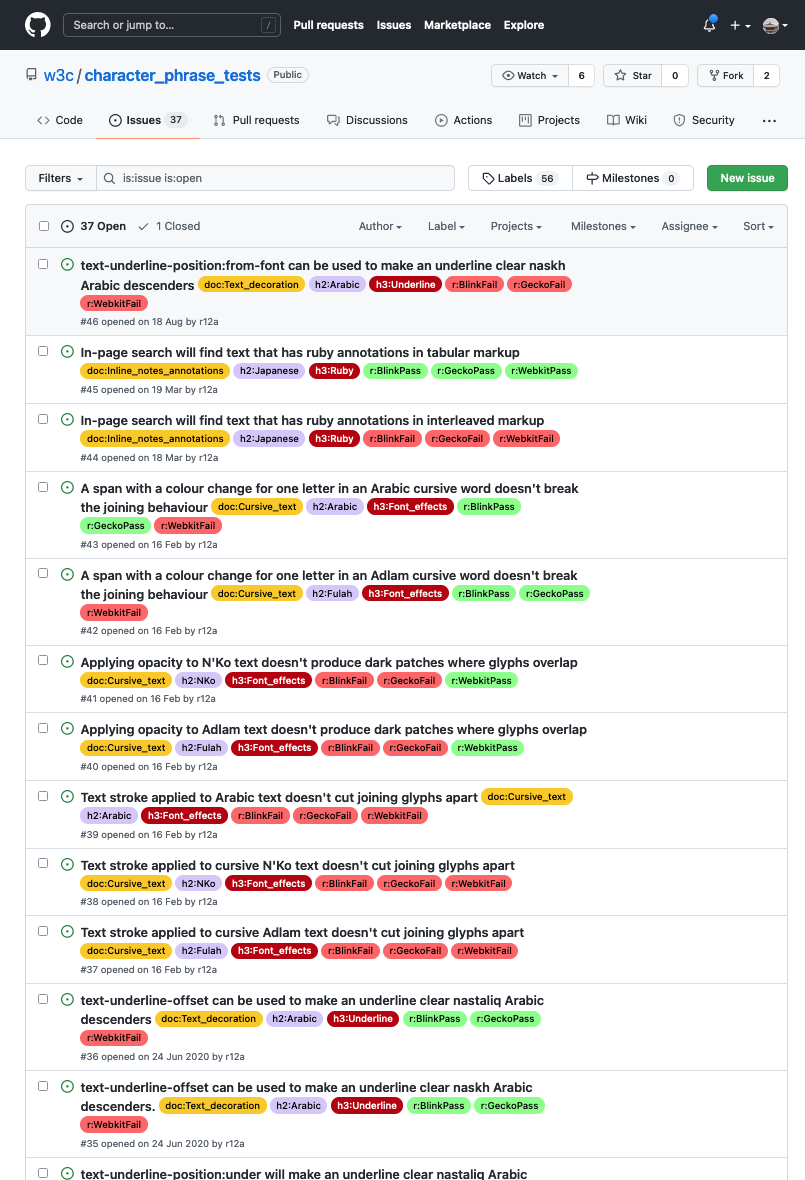 Search or jump to... /
Pull requests Issues Marketplace Explore
w3c / character_phrase_tests Public
Watch 6 Star 0 Fork 2
Code Issues 37 Pull requests Discussions Actions Projects Wiki Security ...
Filters is:issue is:open Labels 56 Milestones 0 New issue
37 Open 1 Closed Author Label Projects Milestones Assignee Sort
text-underline-position:from-font can be used to make an underline clear naskh
Arabic descenders doc:Text_decoration h2:Arabic h3:Underline r:BlinkFail r:GeckoFail
r:WebkitFail
#46 opened on 18 Aug by r12a
In-page search will find text that has ruby annotations in tabular markup
doc:Inline_notes_annotations h2:Japanese h3:Ruby r:BlinkPass r:GeckoPass r:WebkitPass
#45 opened on 19 Mar by r12a
In-page search will find text that has ruby annotations in interleaved markup
doc:Inline_notes_annotations h2:Japanese h3:Ruby r:BlinkFail r:GeckoFail r:WebkitFail
#44 opened on 18 Mar by r12a
A span with a colour change for one letter in an Arabic cursive word doesn't break
the joining behaviour doc:Cursive_text h2:Arabic h3:Font_effects r:BlinkPass
r:GeckoPass r:WebkitFail
#43 opened on 16 Feb by r12a
A span with a colour change for one letter in an Adlam cursive word doesn't break
the joining behaviour doc:Cursive_text h2:Fulah h3:Font_effects r:BlinkPass r:GeckoPass
r:WebkitFail
#42 opened on 16 Feb by r12a
Applying opacity to N'Ko text doesn't produce dark patches where glyphs overlap
doc:Cursive_text h2:NKo h3:Font_effects r:BlinkFail r:GeckoFail r:WebkitPass
#41 opened on 16 Feb by r12a
Applying opacity to Adlam text doesn't produce dark patches where glyphs overlap
doc:Cursive_text h2:Fulah h3:Font_effects r:BlinkFail r:GeckoFail r:WebkitPass
#40 opened on 16 Feb by r12a
Text stroke applied to Arabic text doesn't cut joining glyphs apart doc:Cursive_text
h2:Arabic h3:Font_effects r:BlinkFail r:GeckoFail r:WebkitFail
#39 opened on 16 Feb by r12a
Text stroke applied to cursive N'Ko text doesn't cut joining glyphs apart
doc:Cursive_text h2:NKo h3:Font_effects r:BlinkFail r:GeckoFail r:WebkitFail
#38 opened on 16 Feb by r12a
Text stroke applied to cursive Adlam text doesn't cut joining glyphs apart
doc:Cursive_text h2:Fulah h3:Font_effects r:BlinkFail r:GeckoFail r:WebkitFail
#37 opened on 16 Feb by r12a
text-underline-offset can be used to make an underline clear nastaliq Arabic
descenders doc:Text_decoration h2:Arabic h3:Underline r:BlinkPass r:GeckoPass
r:WebkitFail
#36 opened on 24 Jun 2020 by r12a
text-underline-offset can be used to make an underline clear naskh Arabic
descenders. doc:Text_decoration h2:Arabic h3:Underline r:BlinkPass r:GeckoPass
r:WebkitFail
#35 opened on 24 Jun 2020 by r12a
text-underline-position:under will make an underline clear nastaliq Arabic